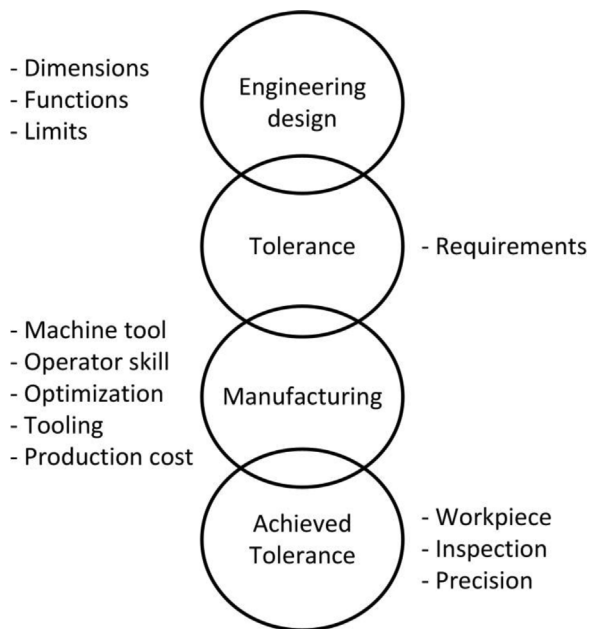 - Dimensions
- Functions
- Limits
Engineering
design
Tolerance
- Requirements
- Machine tool
- Operator skill
- Optimization
- Tooling
- Production cost
Manufacturing
Achieved
Tolerance
- Workpiece
- Inspection
- Precision